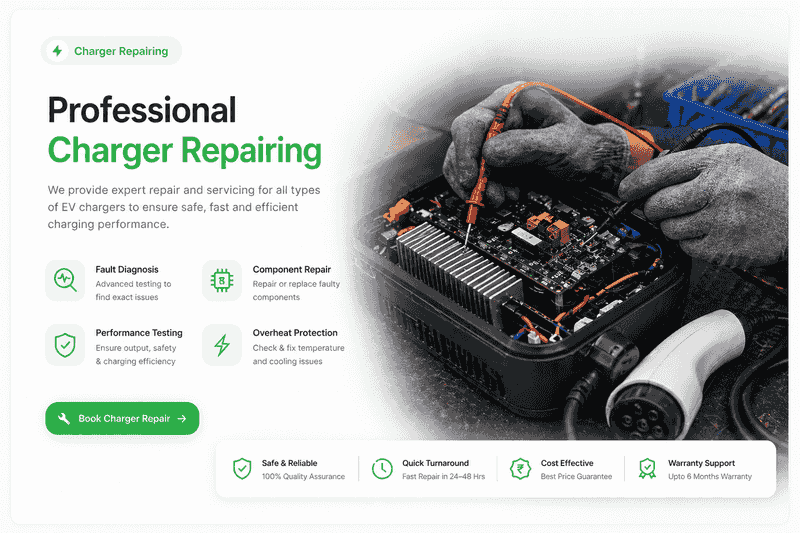 Charger Repairing
Professional
Charger Repairing
We provide expert repair and servicing for all types
of EV chargers to ensure safe, fast and efficient
charging performance.
Fault Diagnosis
Advanced testing to
find exact issues
Component Repair
Repair or replace faulty
components
Performance Testing
Ensure output, safety
& charging efficiency
Overheat Protection
Check & fix temperature
and cooling issues
Book Charger Repair →
Safe & Reliable
100% Quality Assurance
Quick Turnaround
Fast Repair in 24–48 Hrs
₹
Cost Effective
Best Price Guarantee
Warranty Support
Upto 6 Months Warranty